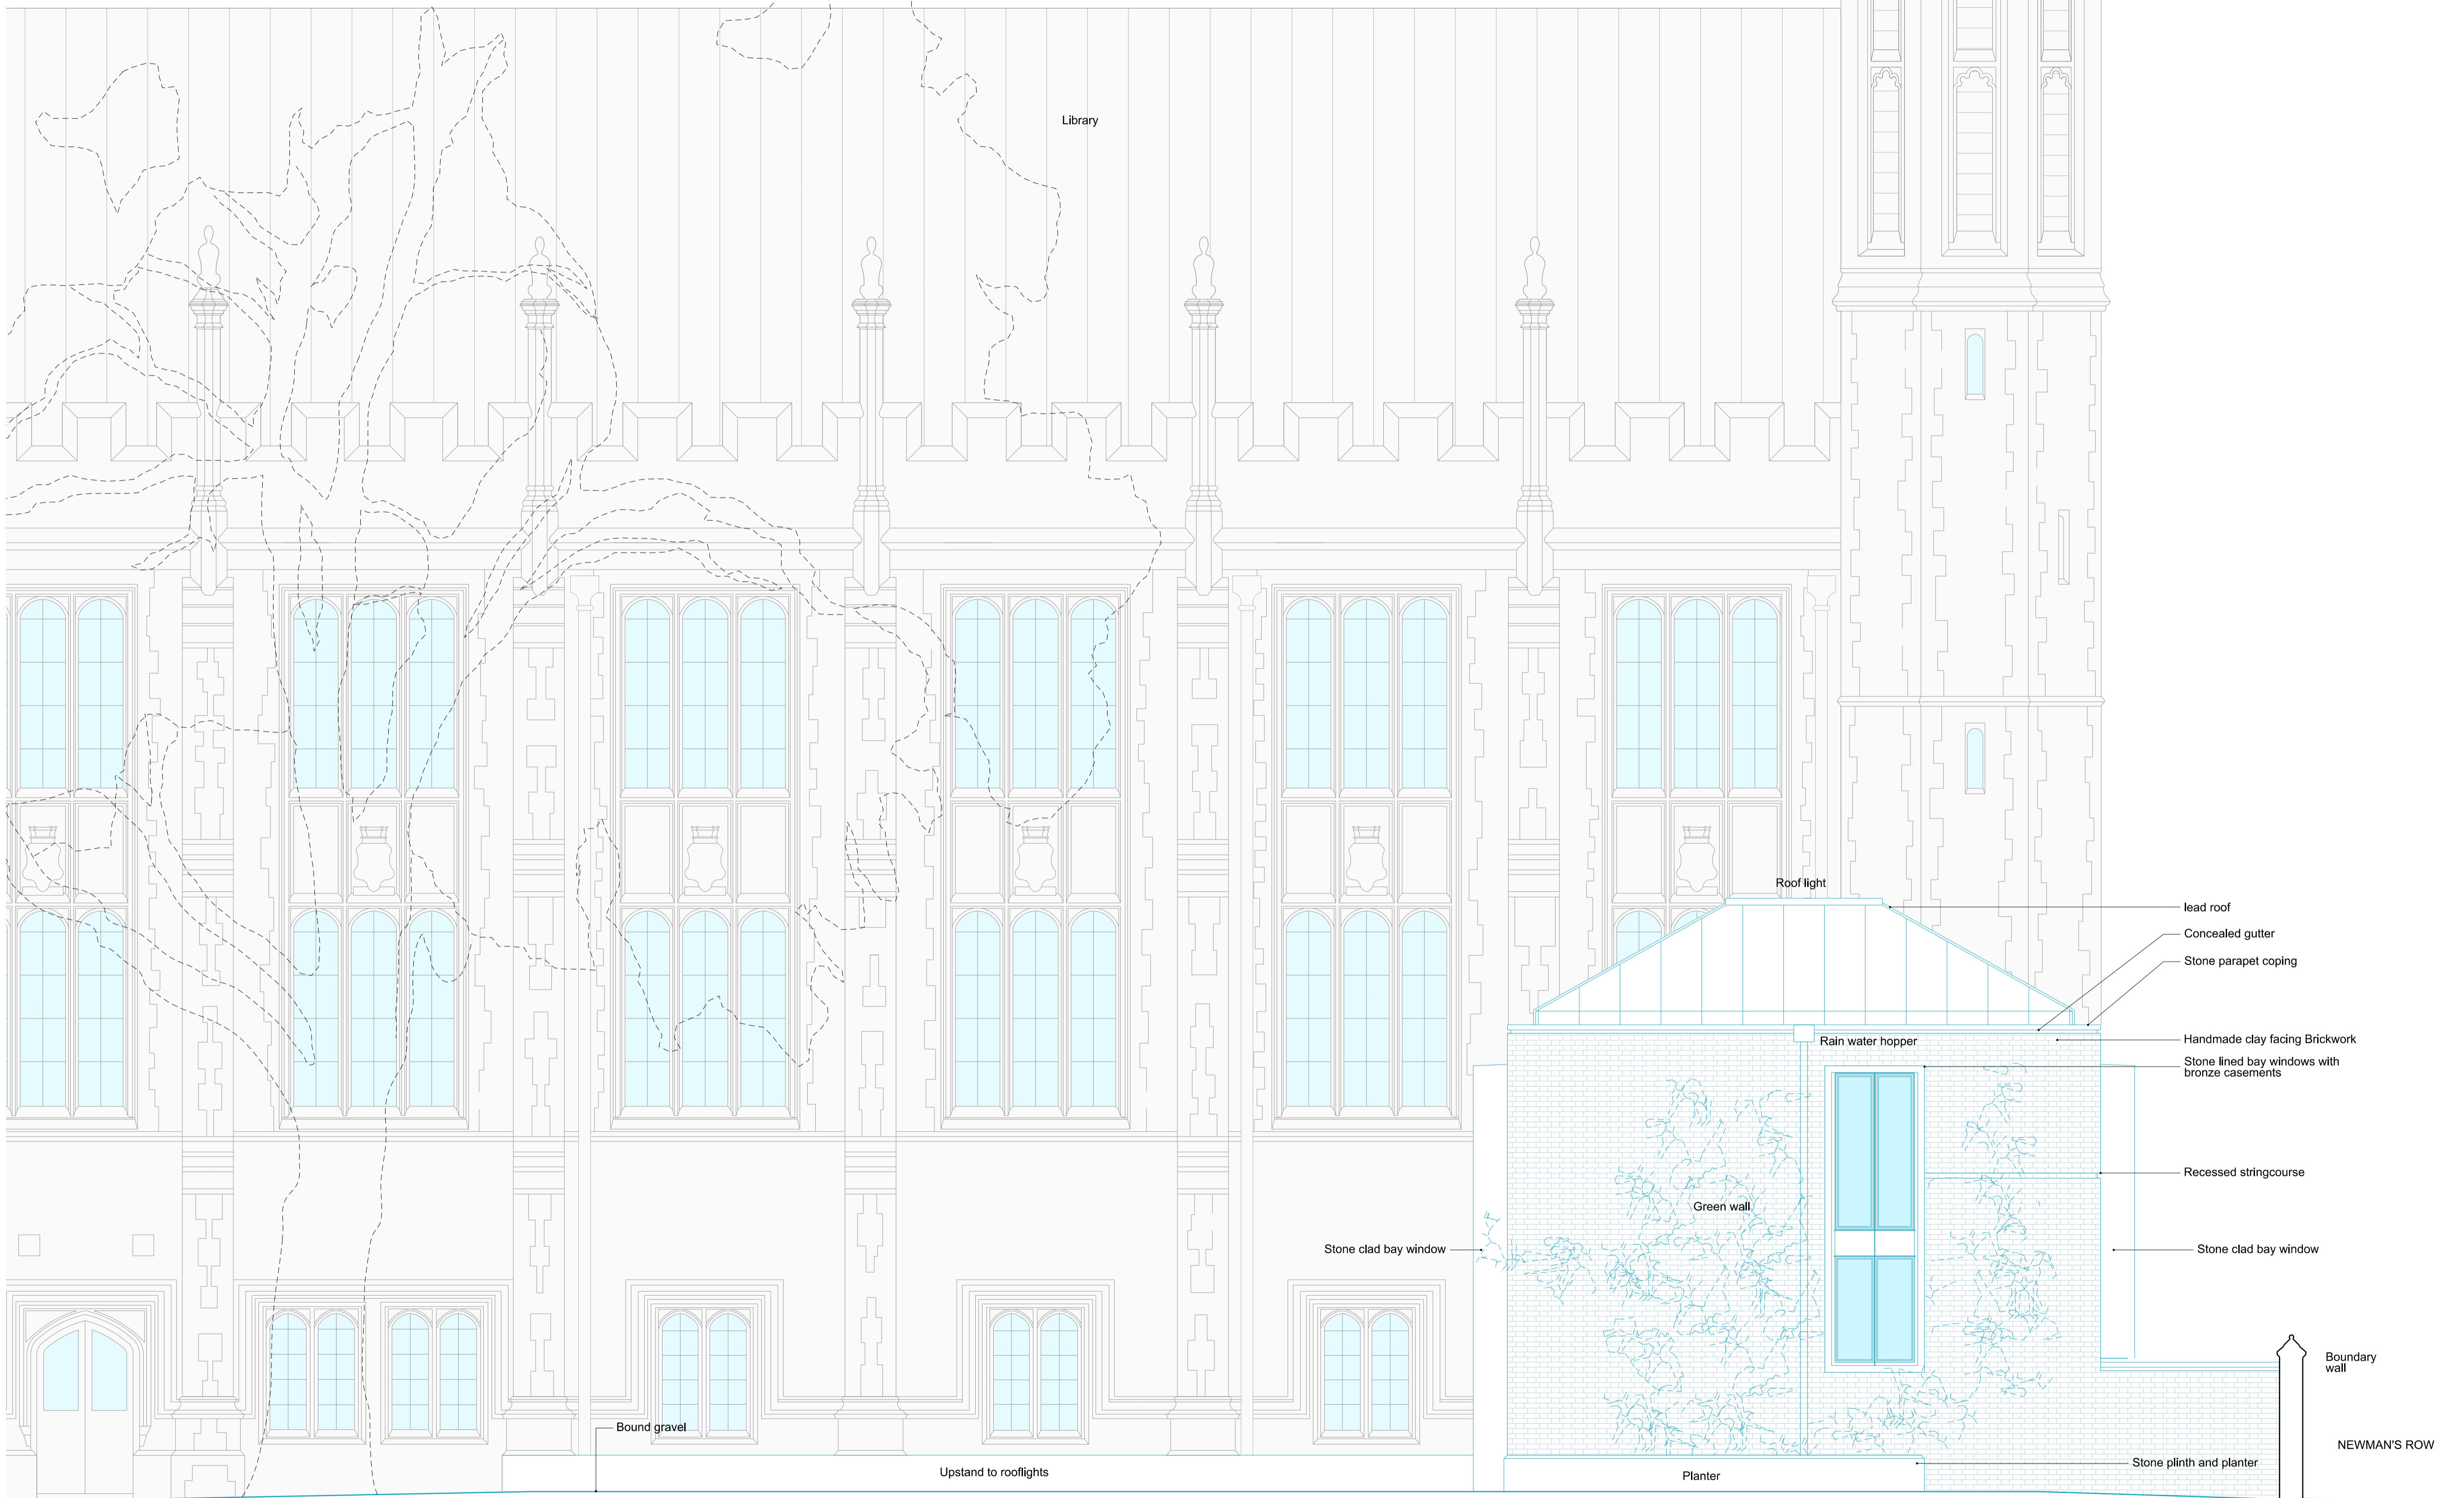 Library
Roof light
lead roof
Concealed gutter
Stone parapet coping
Rain water hopper
Handmade clay facing Brickwork
Stone lined bay windows with
bronze casements
Recessed stringcourse
Green wall
Stone clad bay window
Stone clad bay window
Boundary
wall
Bound gravel
NEWMAN'S ROW
Stone plinth and planter
Upstand to rooflights
Planter